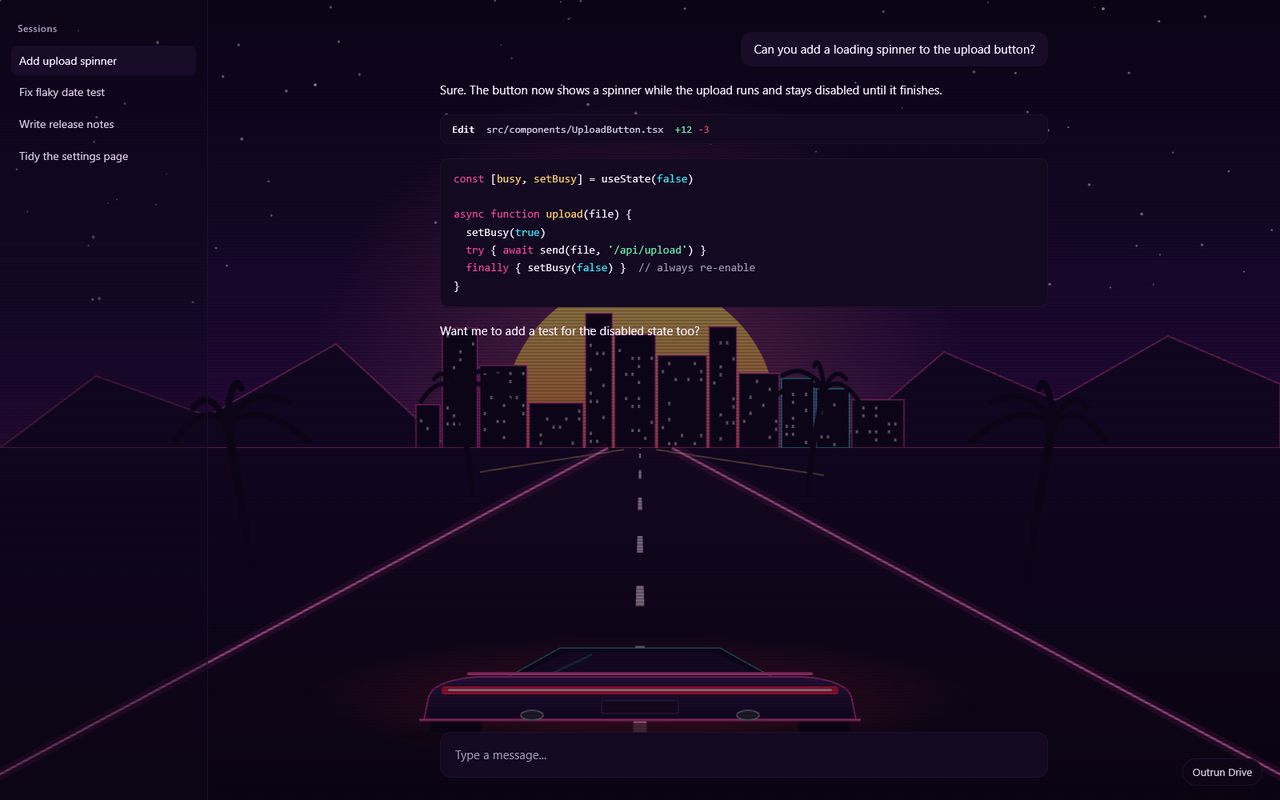 Sessions
Add upload spinner
Fix flaky date test
Write release notes
Tidy the settings page
Can you add a loading spinner to the upload button?
Sure. The button now shows a spinner while the upload runs and stays disabled until it finishes.
Edit src/components/UploadButton.tsx +12 -3
const [busy, setBusy] = useState(false)
async function upload(file) {
  setBusy(true)
  try { await send(file, '/api/upload') }
  finally { setBusy(false) }  // always re-enable
}
Want me to add a test for the disabled state too?
Type a message...
Outrun Drive